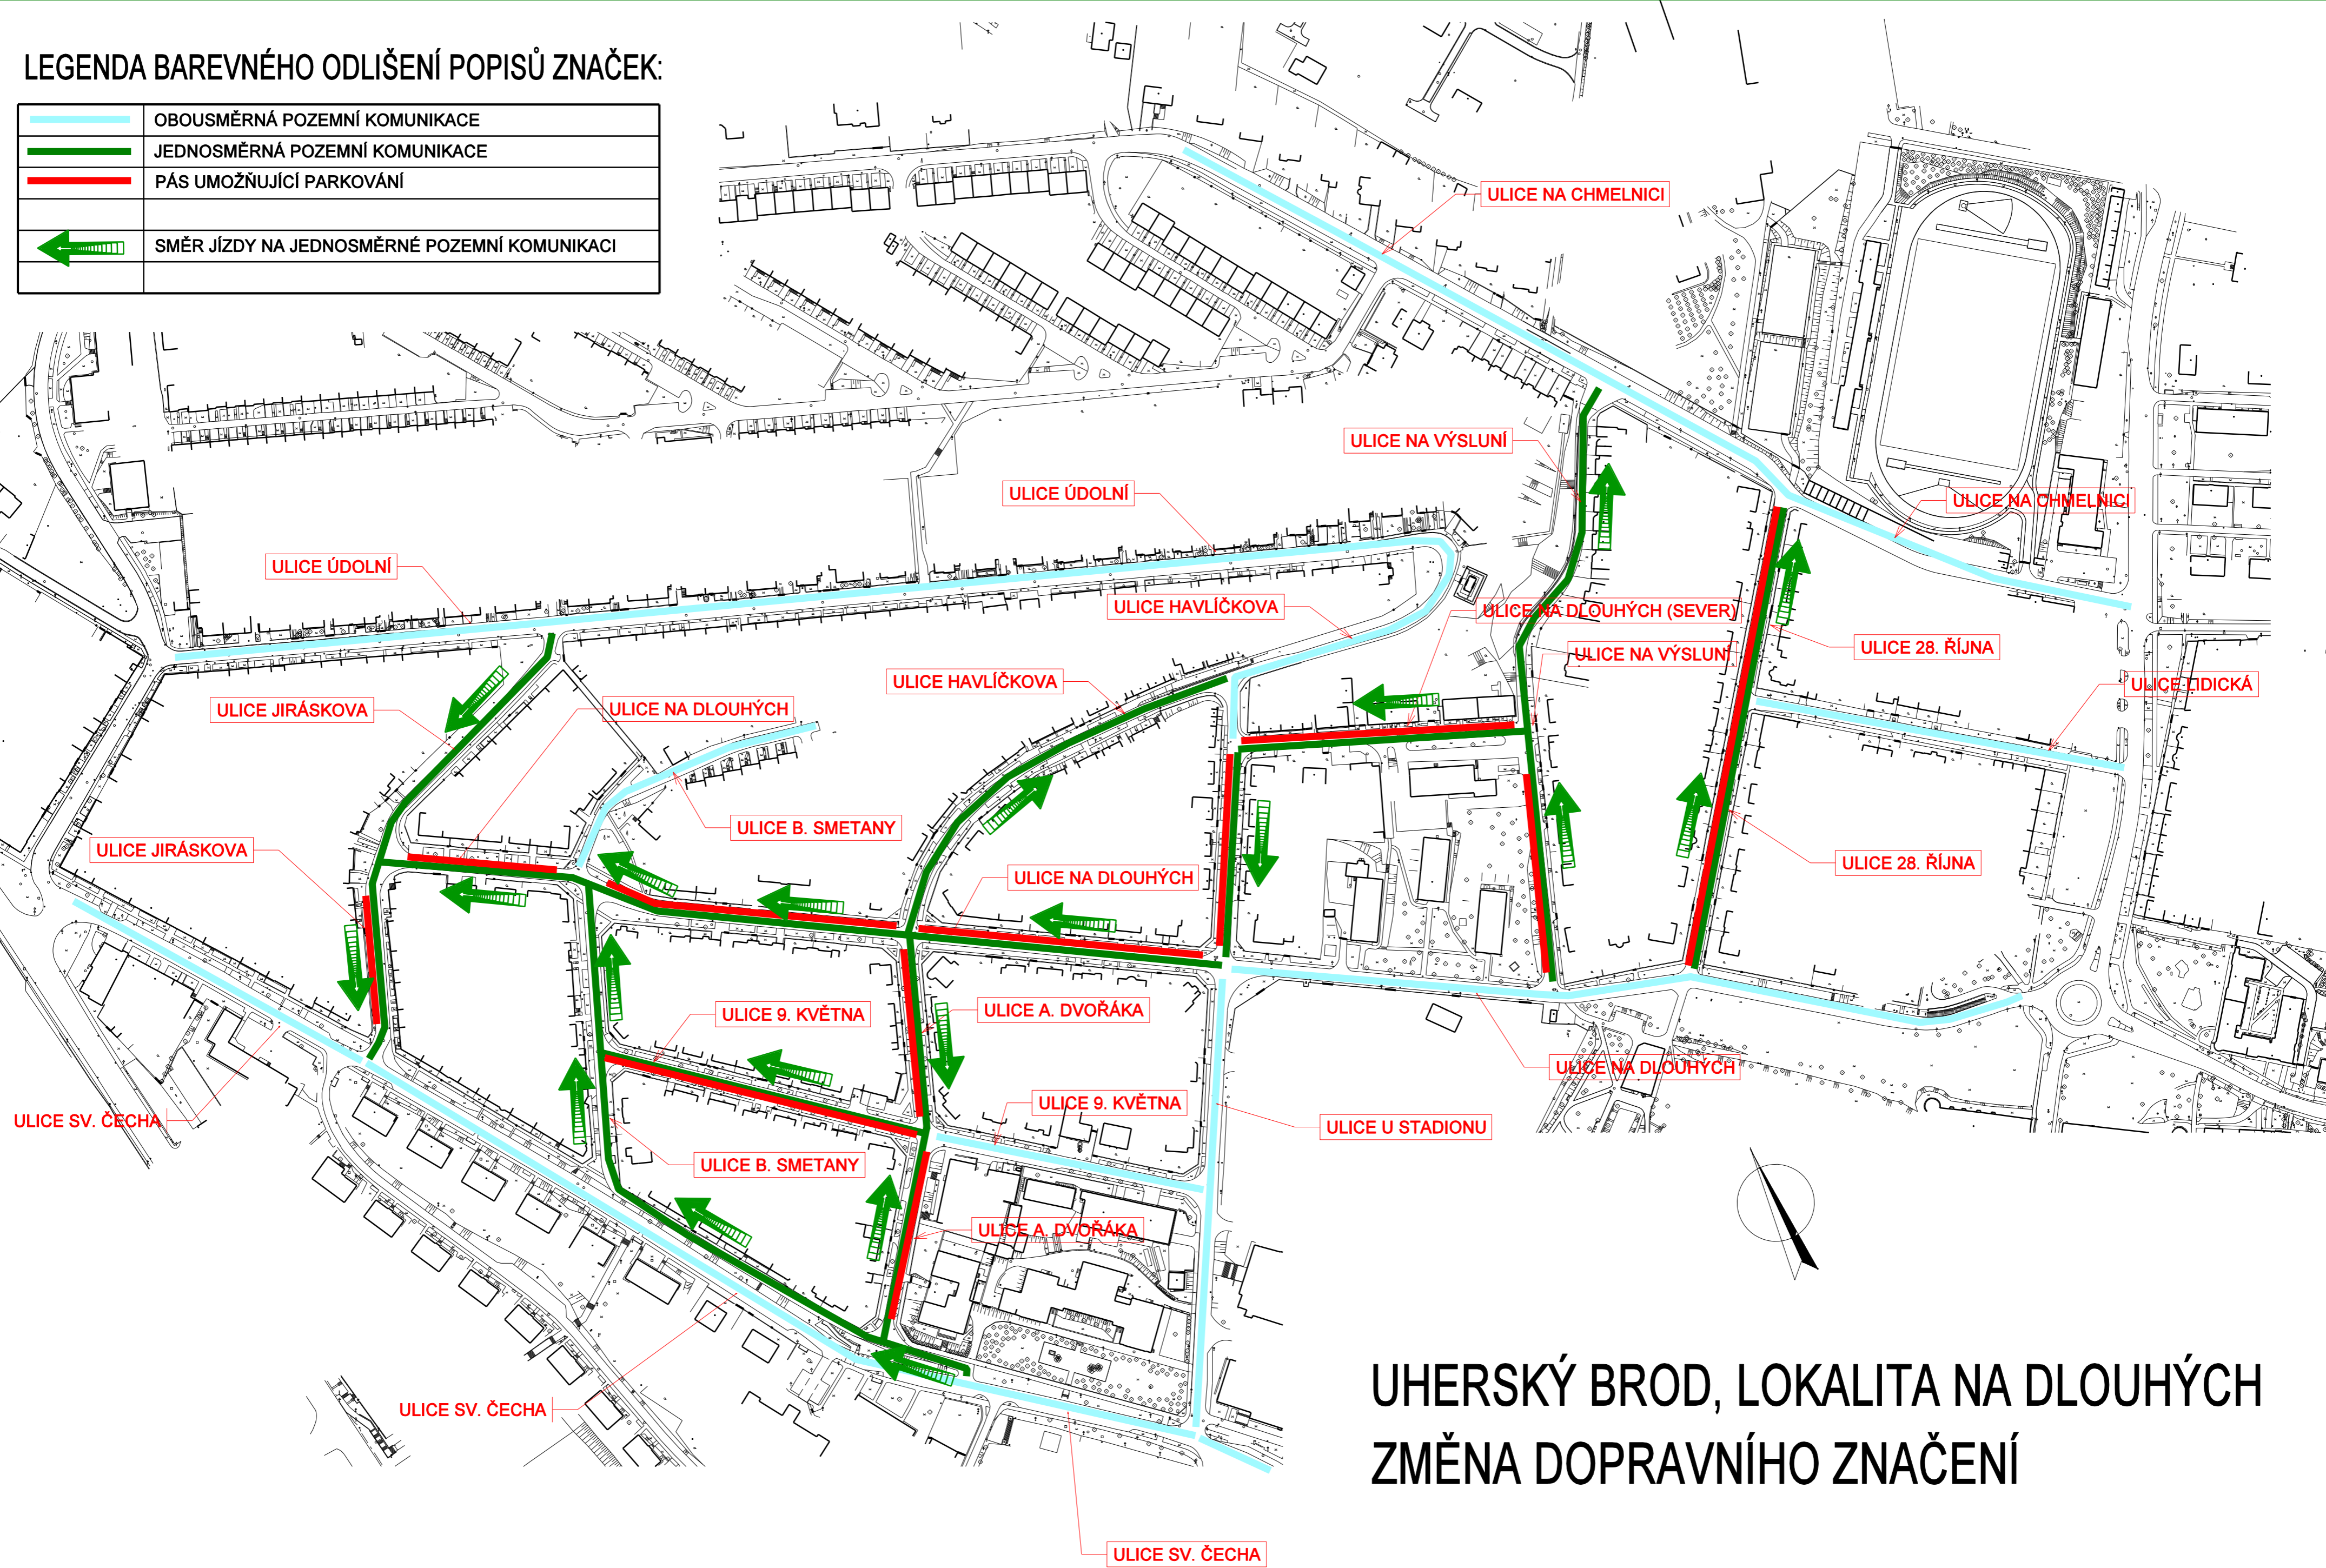 LEGENDA BAREVNÉHO ODLIŠENÍ POPISŮ ZNAČEK:
OBOUSMĚRNÁ POZEMNÍ KOMUNIKACE
JEDNOSMĚRNÁ POZEMNÍ KOMUNIKACE
PÁS UMOŽŇUJÍCÍ PARKOVÁNÍ
SMĚR JÍZDY NA JEDNOSMĚRNÉ POZEMNÍ KOMUNIKACI
ULICE NA CHMELNICI
ULICE NA VÝSLUNÍ
ULICE ÚDOLNÍ
ULICE NA CHMELNICI
ULICE ÚDOLNÍ
ULICE HAVLÍČKOVA
ULICE NA DLOUHÝCH (SEVER)
ULICE 28. ŘÍJNA
ULICE NA VÝSLUNÍ
ULICE HAVLÍČKOVA
ULICE LIDICKÁ
ULICE JIRÁSKOVA
ULICE NA DLOUHÝCH
ULICE B. SMETANY
ULICE JIRÁSKOVA
ULICE 28. ŘÍJNA
ULICE NA DLOUHÝCH
ULICE A. DVOŘÁKA
ULICE 9. KVĚTNA
ULICE NA DLOUHÝCH
ULICE 9. KVĚTNA
ULICE SV. ČECHA
ULICE U STADIONU
ULICE B. SMETANY
ULICE A. DVOŘÁKA
ULICE SV. ČECHA
UHERSKÝ BROD, LOKALITA NA DLOUHÝCH
ZMĚNA DOPRAVNÍHO ZNAČENÍ
ULICE SV. ČECHA